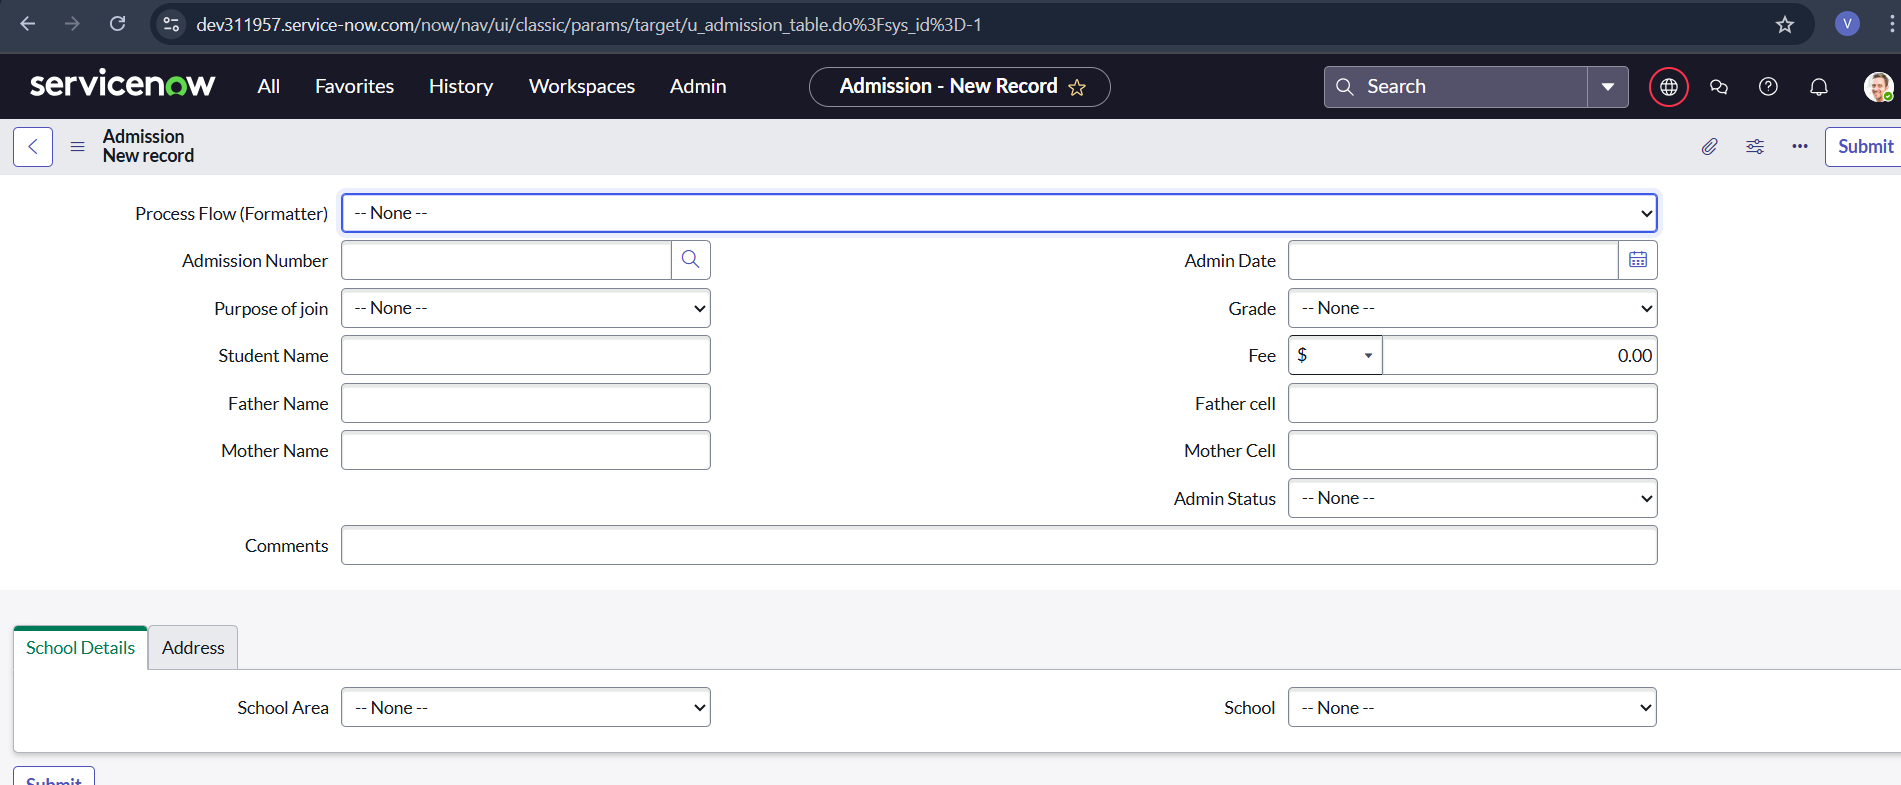 dev311957.service-now.com/now/nav/ui/classic/params/target/u_admission_table.do%3Fsys_id%3D-1
V
servicenow All Favorites History Workspaces Admin Admission - New Record Search
Admission
New record
Submit
Process Flow (Formatter) -- None --
Admission Number Admin Date
Purpose of join -- None -- Grade -- None --
Student Name Fee $ 0.00
Father Name Father cell
Mother Name Mother Cell
Admin Status -- None --
Comments
School Details Address
School Area -- None -- School -- None --
Submit